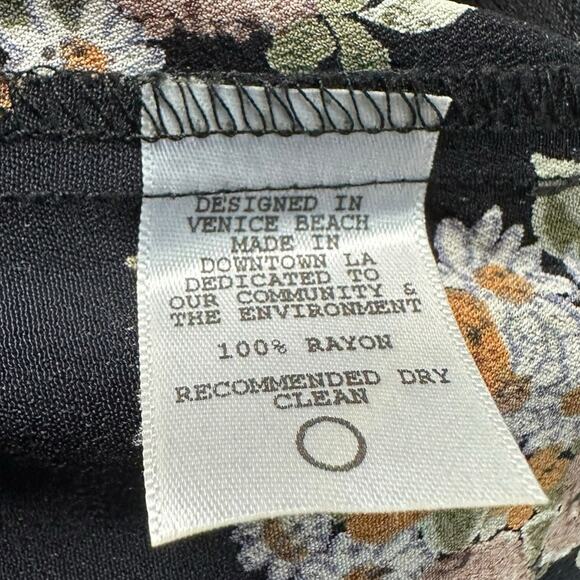 DESIGNED IN
VENICE BEACH
MADE IN
DOWNTOWN LA
DEDICATED TO
OUR COMMUNITY &
THE ENVIRONMENT
100% RAYON
RECOMMENDED DRY
CLEAN